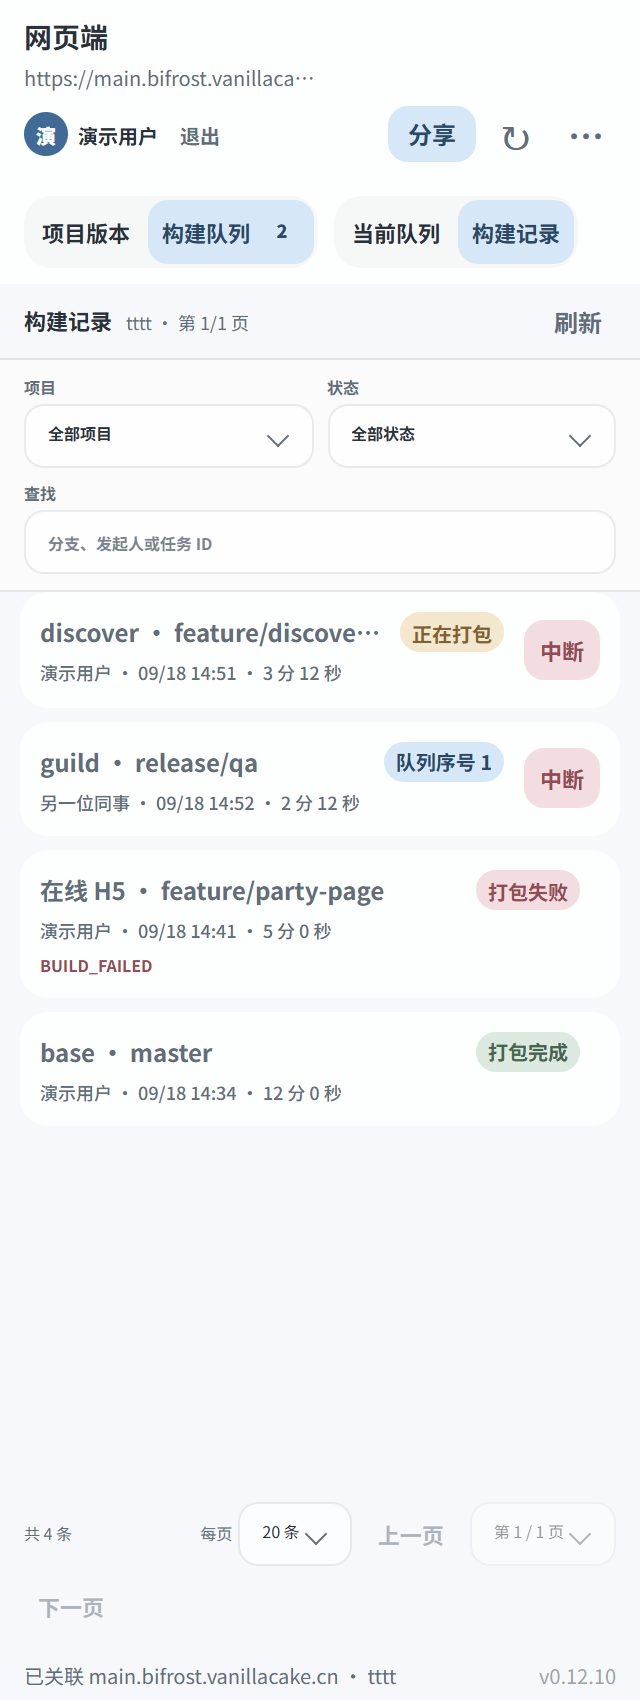 网页端
https://main.bifrost.vanillaca…
演 演示用户 退出 分享 ↻ •••
项目版本 构建队列 2 当前队列 构建记录
构建记录 tttt · 第 1/1 页 刷新
项目 状态
全部项目 全部状态
查找
分支、发起人或任务 ID
discover · feature/discove… 正在打包 中断
演示用户 · 09/18 14:51 · 3 分 12 秒
guild · release/qa 队列序号 1 中断
另一位同事 · 09/18 14:52 · 2 分 12 秒
在线 H5 · feature/party-page 打包失败
演示用户 · 09/18 14:41 · 5 分 0 秒
BUILD_FAILED
base · master 打包完成
演示用户 · 09/18 14:34 · 12 分 0 秒
共 4 条 每页 20 条 上一页 第 1 / 1 页
下一页
已关联 main.bifrost.vanillacake.cn · tttt v0.12.10